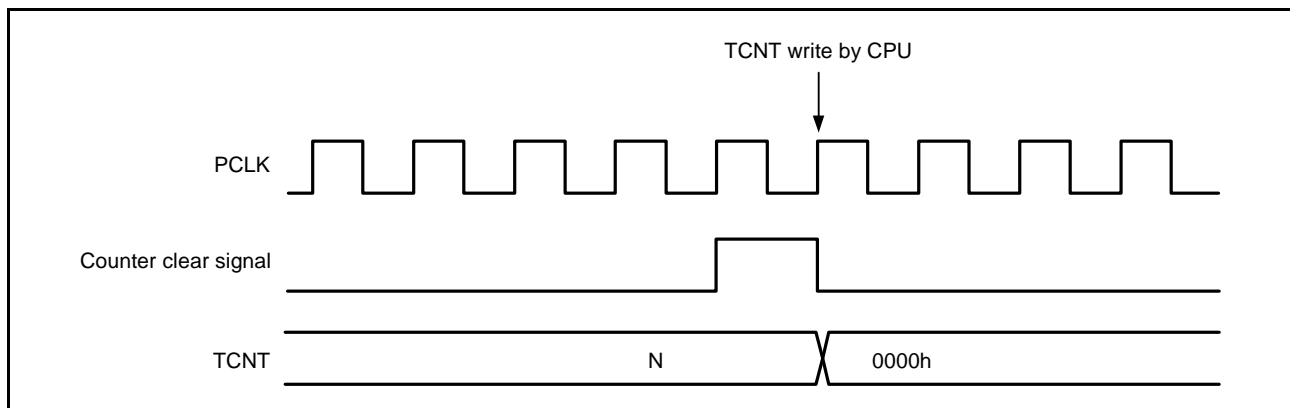 TCNT write by CPU
PCLK
Counter clear signal
TCNT
N
0000h